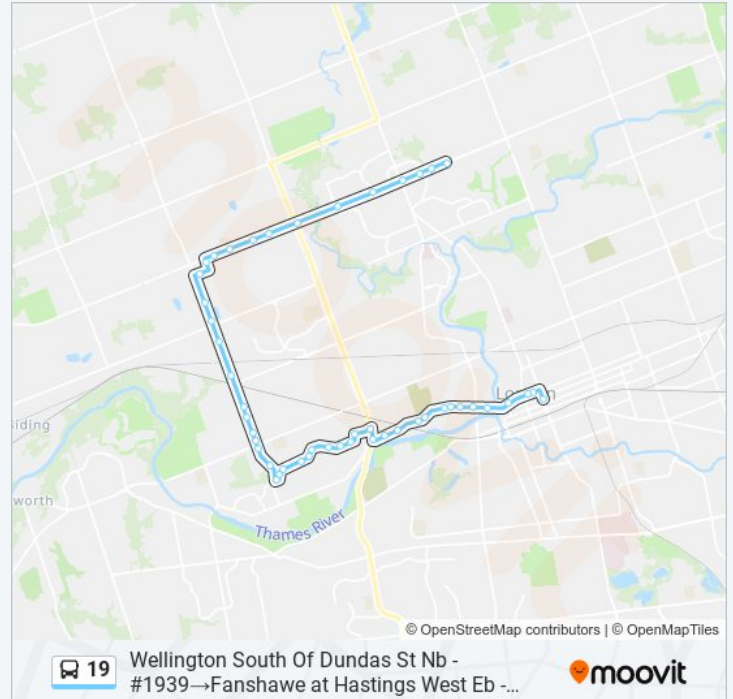 London
Siding
worth
Thames River
© OpenStreetMap contributors | © OpenMapTiles
19
Wellington South Of Dundas St Nb -
#1939→Fanshawe at Hastings West Eb -...
moovit